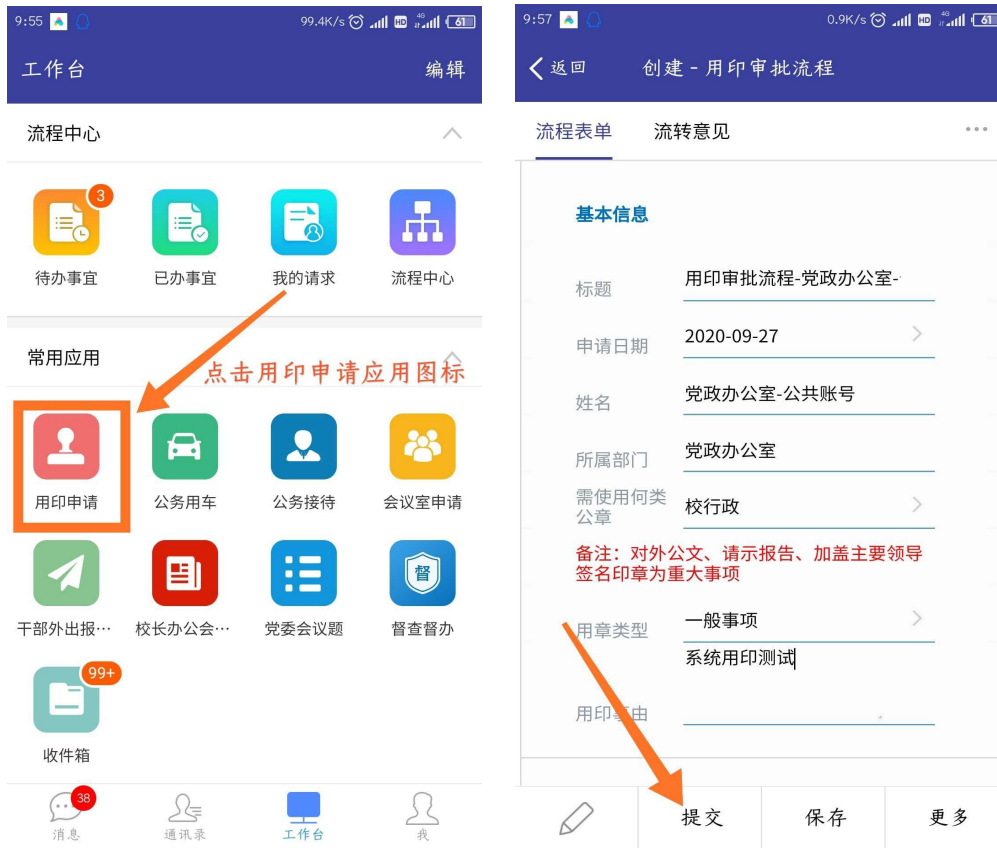 9:55
99.4K/s HD 4G 61
工作台
编辑
流程中心
3
待办事宜
已办事宜
我的请求
流程中心
常用应用
点击用印申请应用图标
用印申请
公务用车
公务接待
会议室申请
督
干部外出报…
校长办公会…
党委会议题
督查督办
99+
收件箱
38
消息
通讯录
工作台
我
9:57
0.9K/s HD 4G 61
返回
创建 - 用印审批流程
流程表单
流转意见
基本信息
标题
用印审批流程-党政办公室-
申请日期
2020-09-27
姓名
党政办公室-公共账号
所属部门
党政办公室
需使用何类
公章
校行政
备注：对外公文、请示报告、加盖主要领导
签名印章为重大事项
用章类型
一般事项
系统用印测试
用印事由
提交
保存
更多